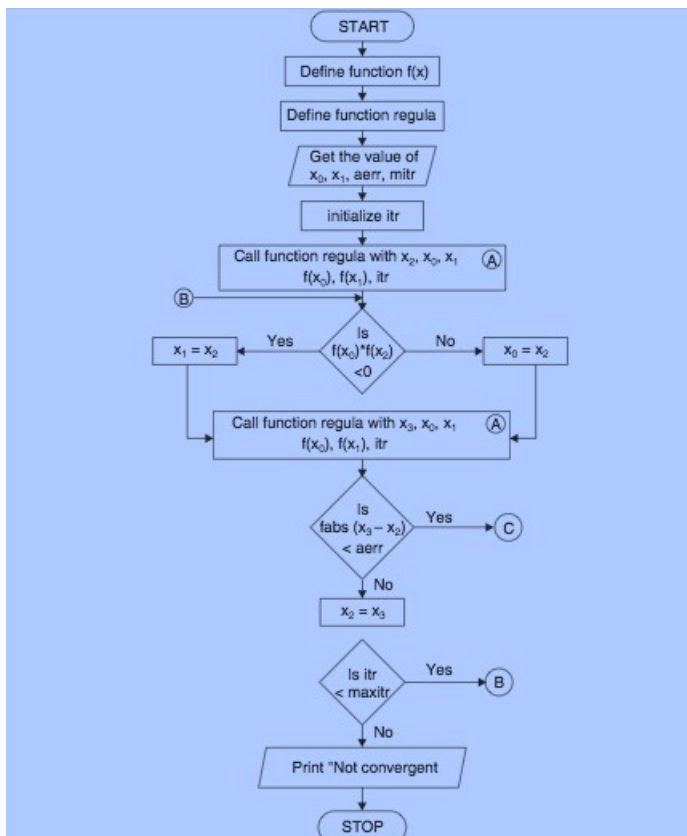 START
Define function f(x)
Define function regula
Get the value of
x₀, x₁, aerr, mitr
initialize itr
Call function regula with x₂, x₀, x₁ A
f(x₀), f(x₁), itr
B
Is
f(x₀)*f(x₂)
<0
Yes
No
x₁ = x₂
x₀ = x₂
Call function regula with x₃, x₀, x₁ A
f(x₀), f(x₁), itr
Is
fabs (x₃ – x₂)
< aerr
Yes
C
No
x₂ = x₃
Is itr
< maxitr
Yes
B
No
Print "Not convergent
STOP